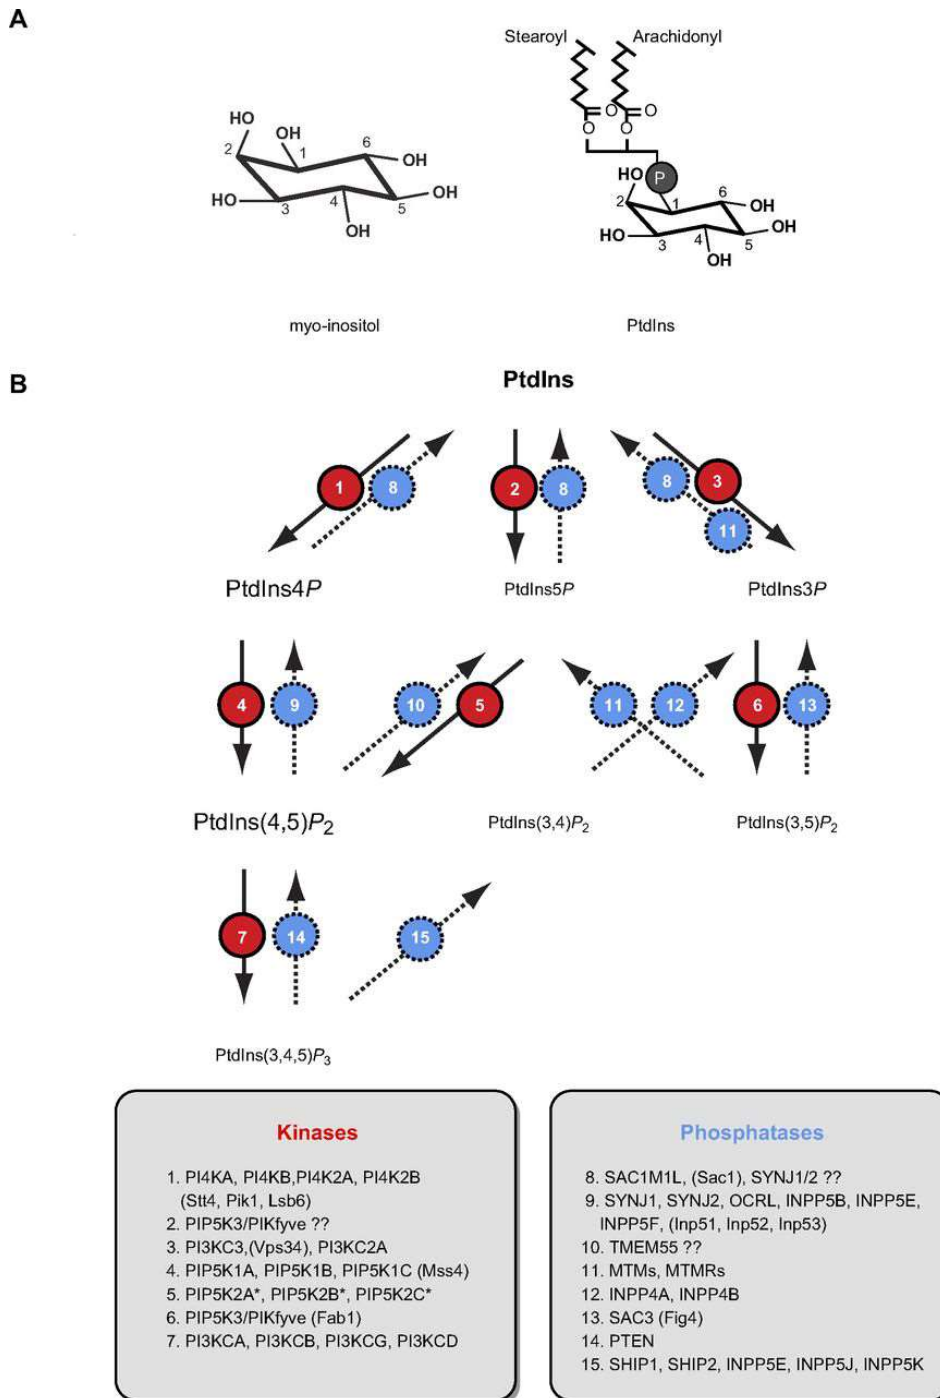 A
Stearoyl Arachidonyl
O O
O O
HO OH 6
2 1 OH
HO 3 4 5 OH
OH
HO P
2 1 6 OH
HO 3 4 5 OH
OH
myo-inositol PtdIns
B
PtdIns
1 8 2 8 8 3
11
PtdIns4P PtdIns5P PtdIns3P
4 9 10 5 11 12 6 13
PtdIns(4,5)P2 PtdIns(3,4)P2 PtdIns(3,5)P2
7 14 15
PtdIns(3,4,5)P3
Kinases
1. PI4KA, PI4KB,PI4K2A, PI4K2B
(Stt4, Pik1, Lsb6)
2. PIP5K3/PIKfyve ??
3. PI3KC3,(Vps34), PI3KC2A
4. PIP5K1A, PIP5K1B, PIP5K1C (Mss4)
5. PIP5K2A*, PIP5K2B*, PIP5K2C*
6. PIP5K3/PIKfyve (Fab1)
7. PI3KCA, PI3KCB, PI3KCG, PI3KCD
Phosphatases
8. SAC1M1L, (Sac1), SYNJ1/2 ??
9. SYNJ1, SYNJ2, OCRL, INPP5B, INPP5E,
INPP5F, (Inp51, Inp52, Inp53)
10. TMEM55 ??
11. MTMs, MTMRs
12. INPP4A, INPP4B
13. SAC3 (Fig4)
14. PTEN
15. SHIP1, SHIP2, INPP5E, INPP5J, INPP5K